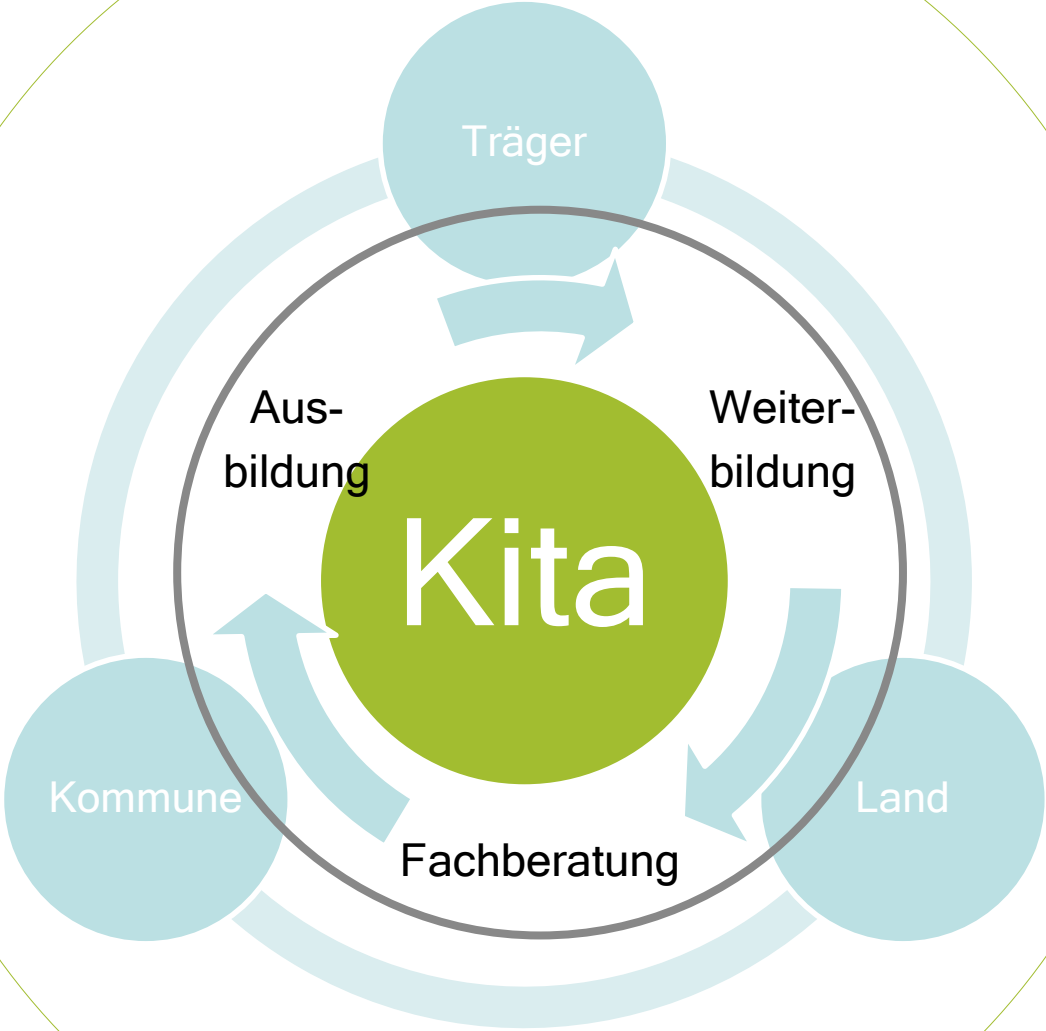 Träger
Aus-
bildung
Weiter-
bildung
Kita
Kommune
Land
Fachberatung